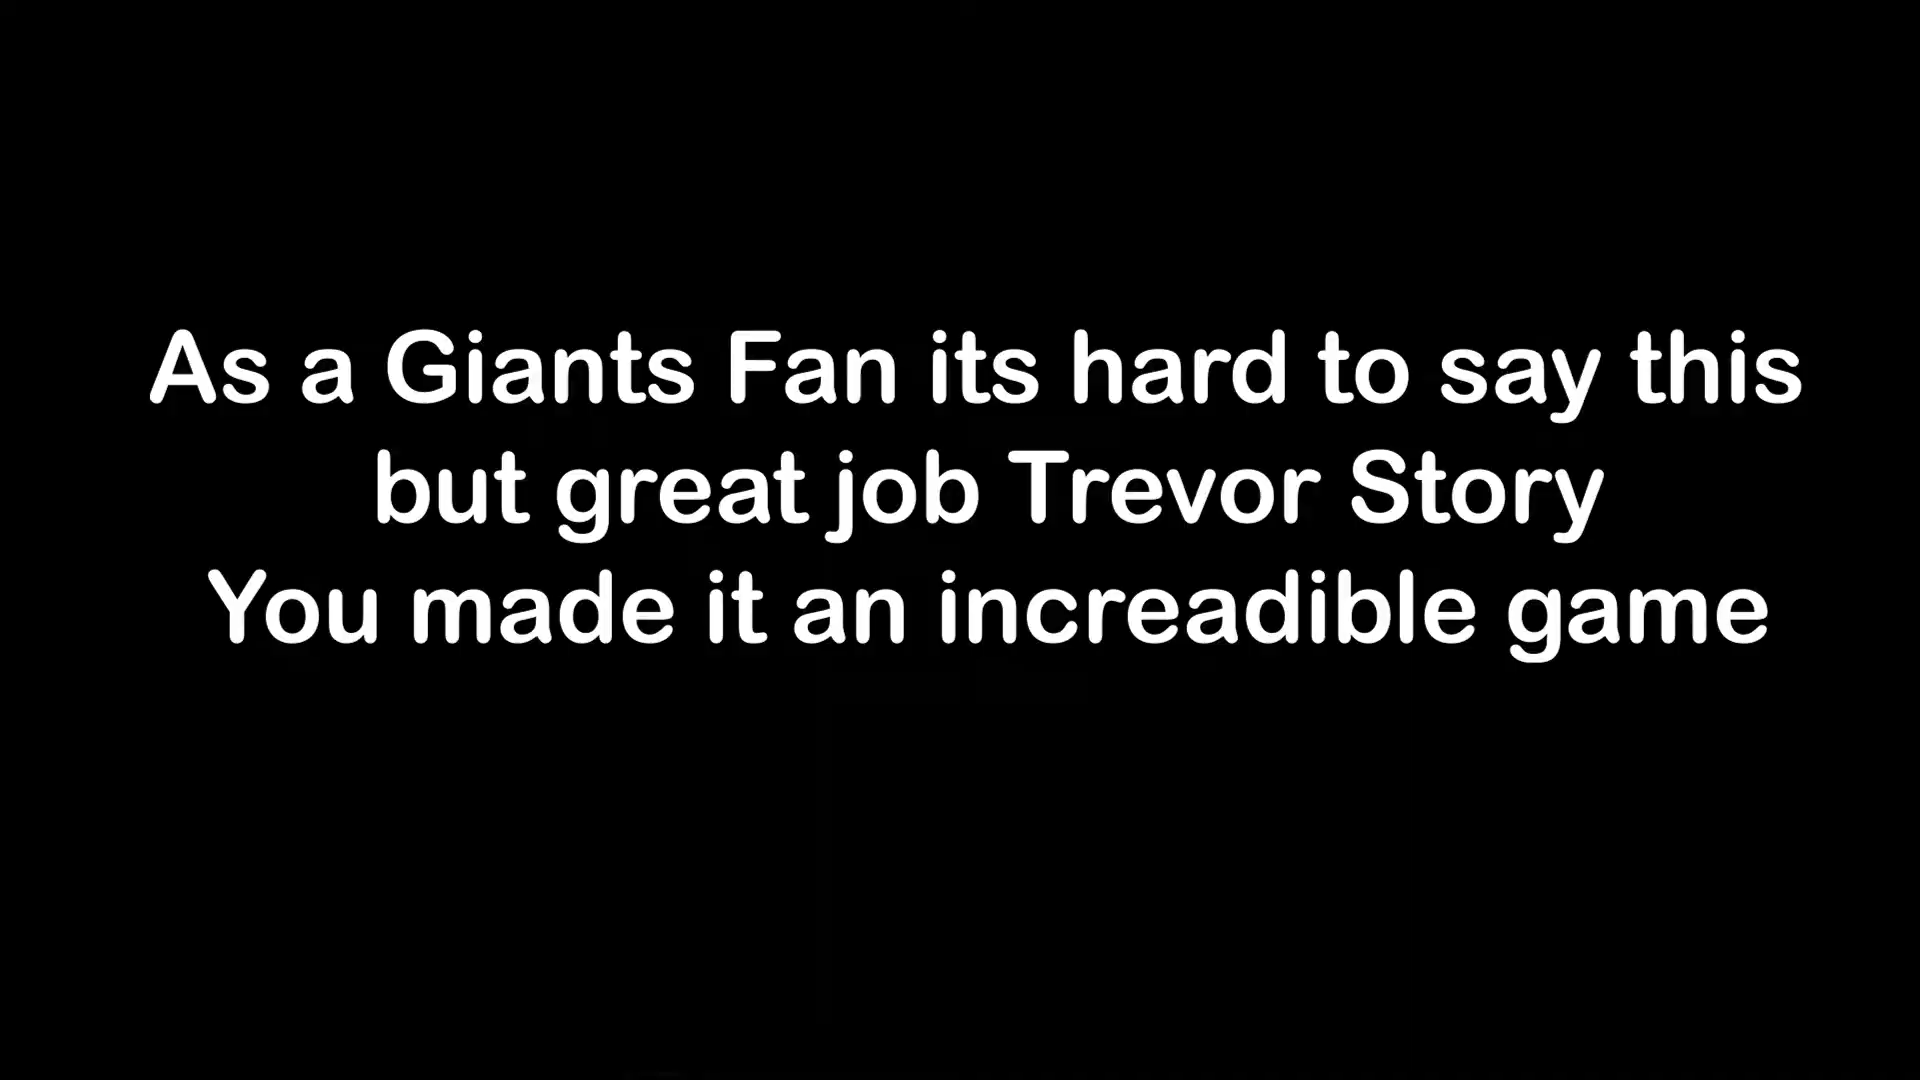 As a Giants Fan its hard to say this
but great job Trevor Story
You made it an increadible game